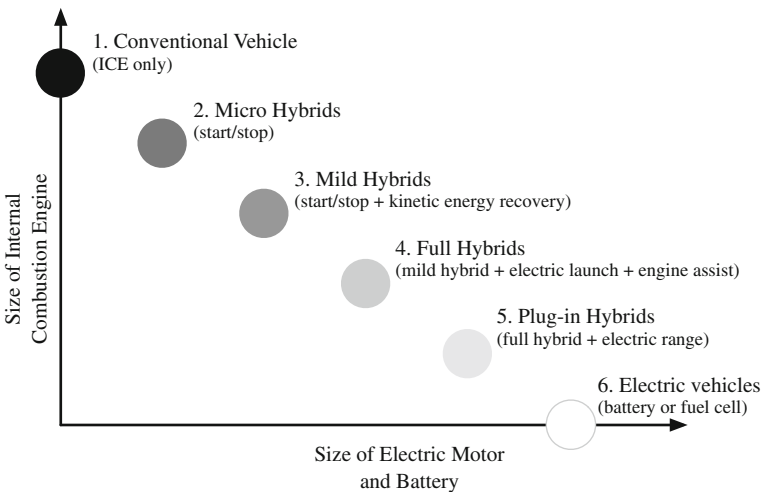 1. Conventional Vehicle
(ICE only)
2. Micro Hybrids
(start/stop)
3. Mild Hybrids
(start/stop + kinetic energy recovery)
4. Full Hybrids
(mild hybrid + electric launch + engine assist)
5. Plug-in Hybrids
(full hybrid + electric range)
6. Electric vehicles
(battery or fuel cell)
Size of Internal
Combustion Engine
Size of Electric Motor
and Battery